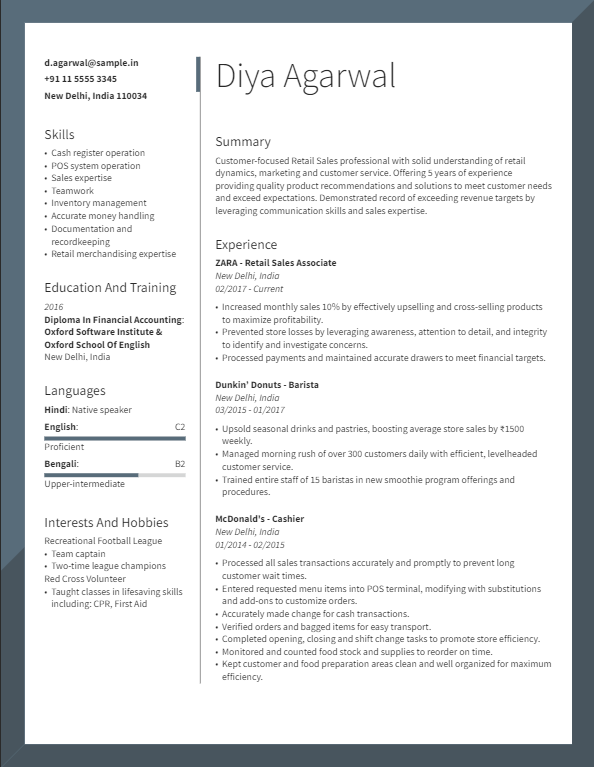 d.agarwal@sample.in
+91 11 5555 3345
New Delhi, India 110034
Skills
• Cash register operation
• POS system operation
• Sales expertise
• Teamwork
• Inventory management
• Accurate money handling
• Documentation and
recordkeeping
• Retail merchandising expertise
Education And Training
2016
Diploma In Financial Accounting:
Oxford Software Institute &
Oxford School Of English
New Delhi, India
Languages
Hindi: Native speaker
English: C2
Proficient
Bengali: B2
Upper-intermediate
Interests And Hobbies
Recreational Football League
• Team captain
• Two-time league champions
Red Cross Volunteer
• Taught classes in lifesaving skills
including: CPR, First Aid
Diya Agarwal
Summary
Customer-focused Retail Sales professional with solid understanding of retail
dynamics, marketing and customer service. Offering 5 years of experience
providing quality product recommendations and solutions to meet customer needs
and exceed expectations. Demonstrated record of exceeding revenue targets by
leveraging communication skills and sales expertise.
Experience
ZARA - Retail Sales Associate
New Delhi, India
02/2017 - Current
• Increased monthly sales 10% by effectively upselling and cross-selling products
to maximize profitability.
• Prevented store losses by leveraging awareness, attention to detail, and integrity
to identify and investigate concerns.
• Processed payments and maintained accurate drawers to meet financial targets.
Dunkin' Donuts - Barista
New Delhi, India
03/2015 - 01/2017
• Upsold seasonal drinks and pastries, boosting average store sales by ₹1500
weekly.
• Managed morning rush of over 300 customers daily with efficient, levelheaded
customer service.
• Trained entire staff of 15 baristas in new smoothie program offerings and
procedures.
McDonald's - Cashier
New Delhi, India
01/2014 - 02/2015
• Processed all sales transactions accurately and promptly to prevent long
customer wait times.
• Entered requested menu items into POS terminal, modifying with substitutions
and add-ons to customize orders.
• Accurately made change for cash transactions.
• Verified orders and bagged items for easy transport.
• Completed opening, closing and shift change tasks to promote store efficiency.
• Monitored and counted food stock and supplies to reorder on time.
• Kept customer and food preparation areas clean and well organized for maximum
efficiency.